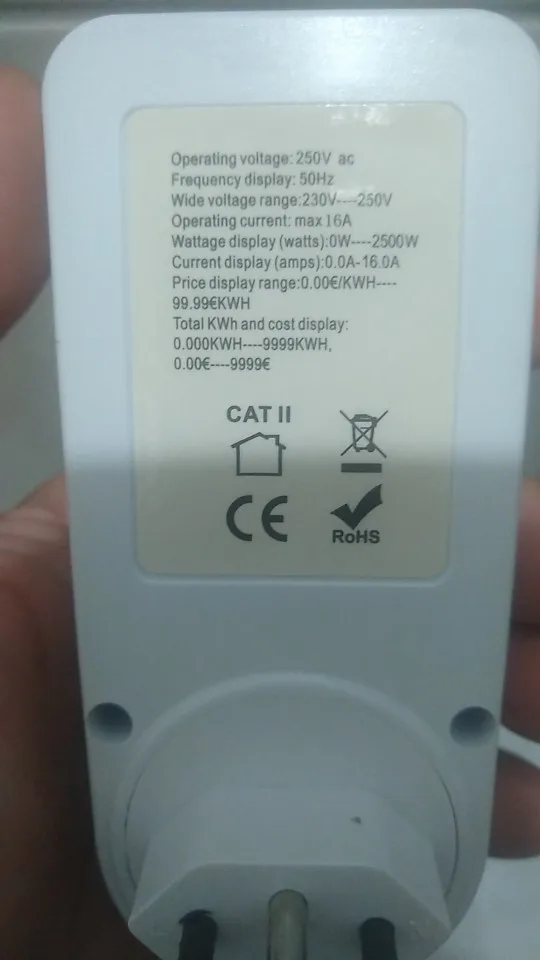 Operating voltage: 250V ac
Frequency display: 50Hz
Wide voltage range:230V----250V
Operating current: max 16A
Wattage display (watts):0W----2500W
Current display (amps):0.0A-16.0A
Price display range:0.00€/KWH----
99.99€KWH
Total KWh and cost display:
0.000KWH----9999KWH,
0.00€----9999€
CAT II
CE
RoHS